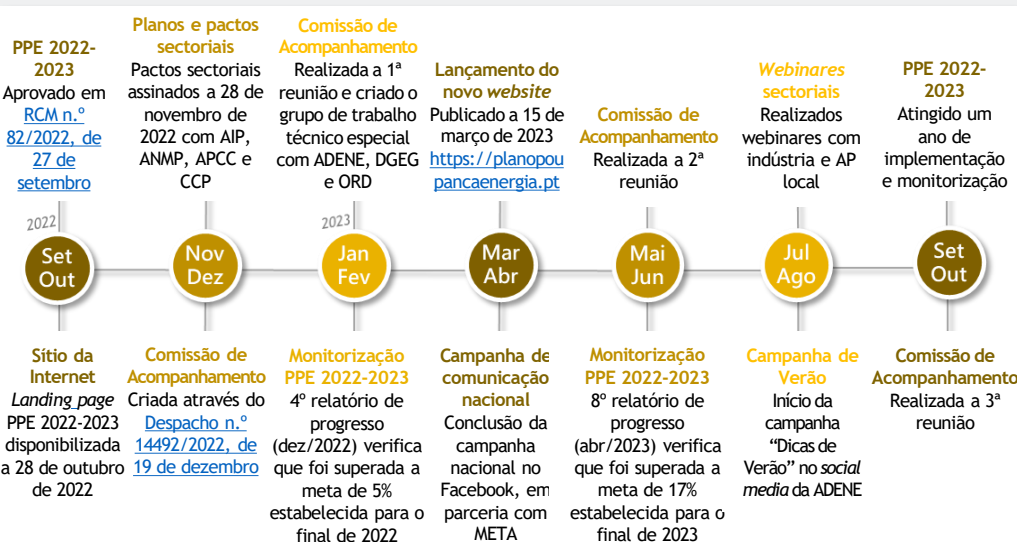 PPE 2022-
2023
Aprovado em
RCM n.º
82/2022, de
27 de
setembro
Planos e pactos
sectoriais
Pactos sectoriais
assinados a 28 de
novembro de
2022 com AIP,
ANMP, APCC e
CCP
Comissão de
Acompanhamento
Realizada a 1ª
reunião e criado o
grupo de trabalho
técnico especial
com ADENE, DGEG
e ORD
Lançamento do
novo website
Publicado a 15 de
março de 2023
https://planopou
pancaenergia.pt
Comissão de
Acompanhamento
Realizada a 2ª
reunião
Webinares
sectoriais
Realizados
webinares com
indústria e AP
local
PPE 2022-
2023
Atingido um
ano de
implementação
e monitorização
2022
2023
Set
Out
Nov
Dez
Jan
Fev
Mar
Abr
Mai
Jun
Jul
Ago
Set
Out
Sítio da
Internet
Landing page
PPE 2022-2023
disponibilizada
a 28 de outubro
de 2022
Comissão de
Acompanhamento
Criada através do
Despacho n.º
14492/2022, de
19 de dezembro
Monitorização
PPE 2022-2023
4º relatório de
progresso
(dez/2022) verifica
que foi superada a
meta de 5%
estabelecida para o
final de 2022
Campanha de
comunicação
nacional
Conclusão da
campanha
nacional no
Facebook, em
parceria com
META
Monitorização
PPE 2022-2023
8º relatório de
progresso
(abr/2023) verifica
que foi superada a
meta de 17%
estabelecida para o
final de 2023
Campanha de
Verão
Início da
campanha
“Dicas de
Verão” no social
media da ADENE
Comissão de
Acompanhamento
Realizada a 3ª
reunião